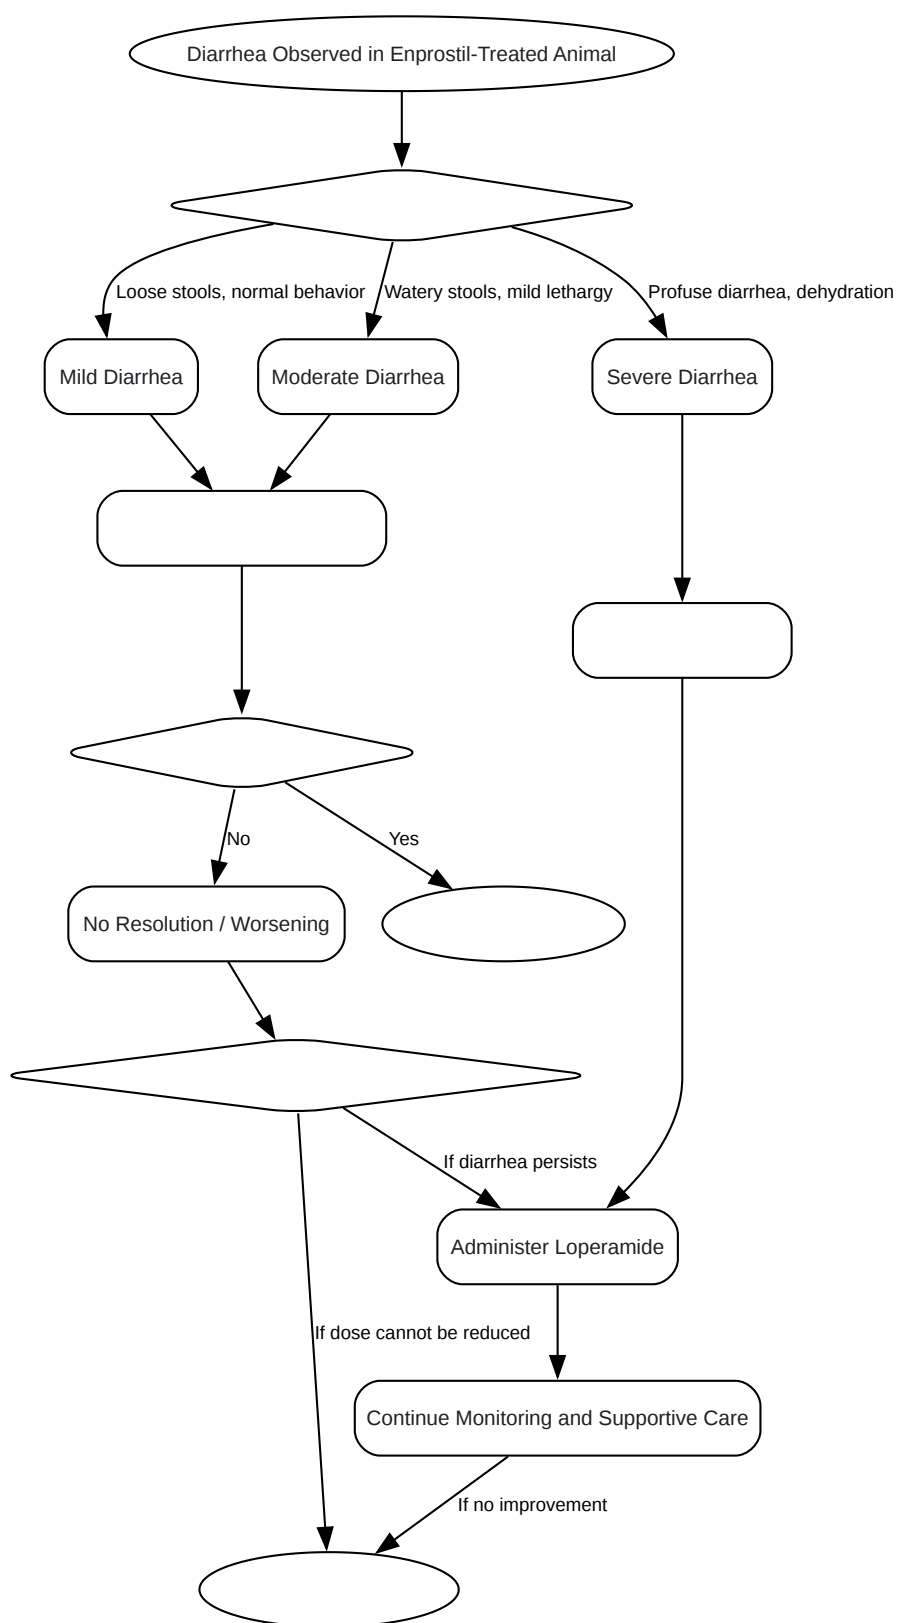 Diarrhea Observed in Enprostil-Treated Animal
Loose stools, normal behavior
Watery stools, mild lethargy
Profuse diarrhea, dehydration
Mild Diarrhea
Moderate Diarrhea
Severe Diarrhea
No
Yes
No Resolution / Worsening
If diarrhea persists
Administer Loperamide
If dose cannot be reduced
Continue Monitoring and Supportive Care
If no improvement